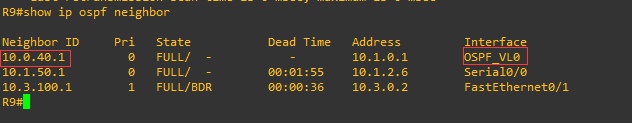 R9#show ip ospf neighbor
Neighbor ID Pri State Dead Time Address Interface
10.0.40.1 0 FULL/ - - 10.1.0.1 OSPF_VL0
10.1.50.1 0 FULL/ - 00:01:55 10.1.2.6 Serial0/0
10.3.100.1 1 FULL/BDR 00:00:36 10.3.0.2 FastEthernet0/1
R9#